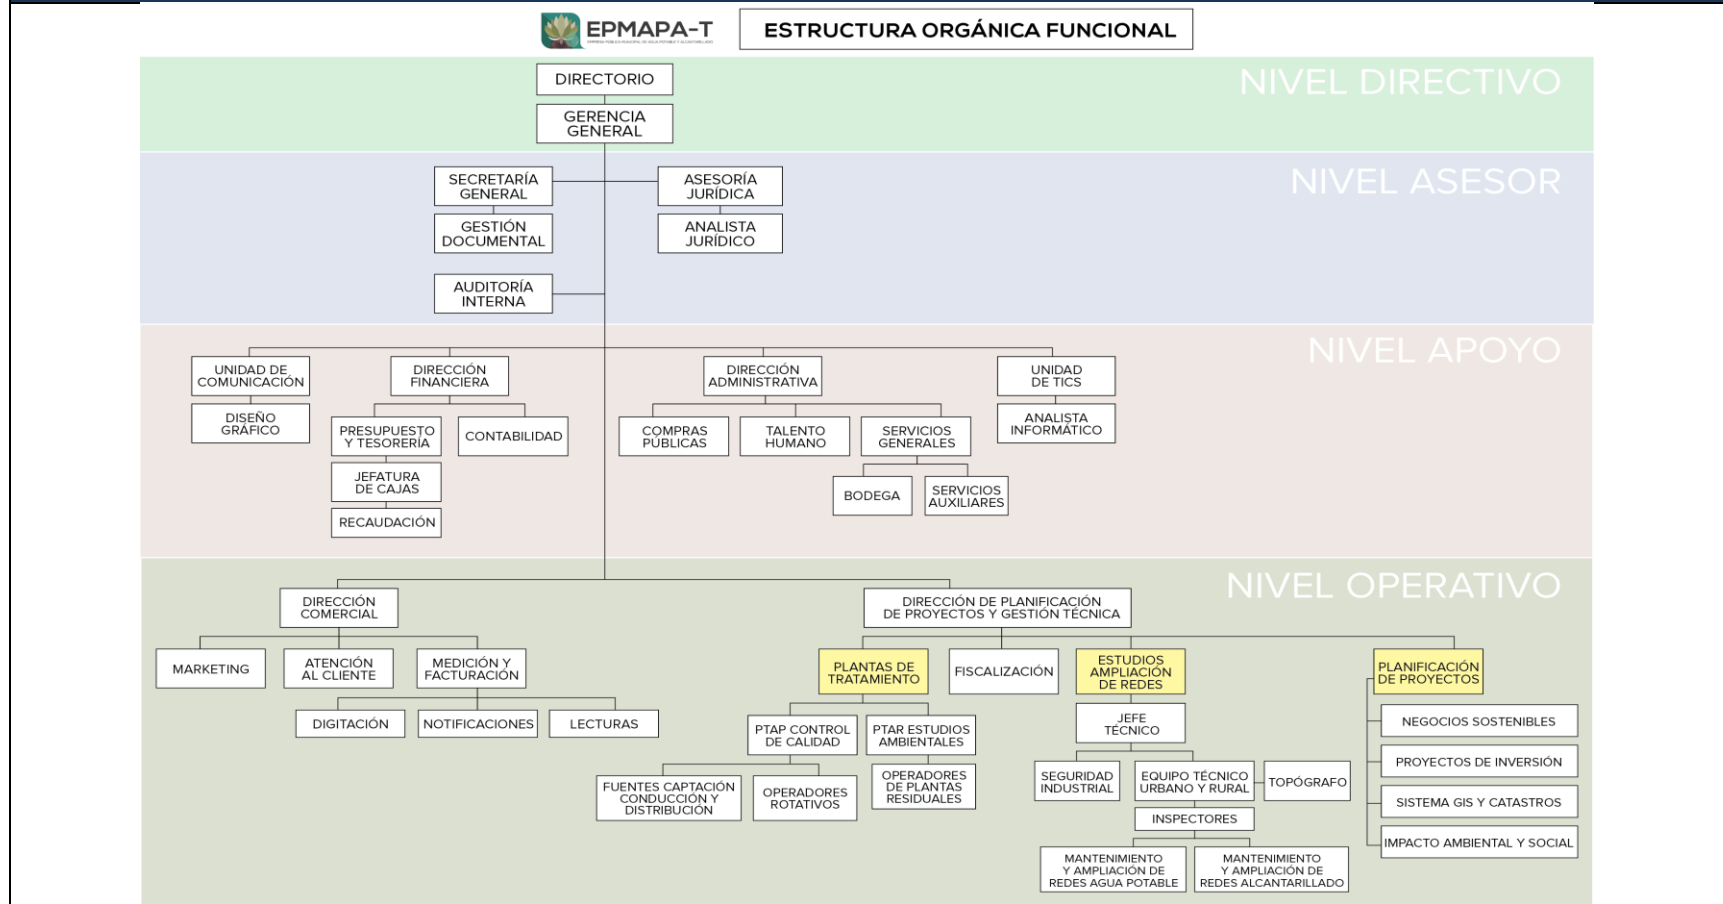 EPMAPA-T
EMPRESA PÚBLICA MUNICIPAL DE AGUA POTABLE Y ALCANTARILLADO
ESTRUCTURA ORGÁNICA FUNCIONAL
NIVEL DIRECTIVO
DIRECTORIO
GERENCIA
GENERAL
NIVEL ASESOR
SECRETARÍA
GENERAL
ASESORÍA
JURÍDICA
GESTIÓN
DOCUMENTAL
ANALISTA
JURÍDICO
AUDITORÍA
INTERNA
NIVEL APOYO
UNIDAD DE
COMUNICACIÓN
DIRECCIÓN
FINANCIERA
DIRECCIÓN
ADMINISTRATIVA
UNIDAD
DE TICS
DISEÑO
GRÁFICO
PRESUPUESTO
Y TESORERÍA
CONTABILIDAD
COMPRAS
PÚBLICAS
TALENTO
HUMANO
SERVICIOS
GENERALES
ANALISTA
INFORMÁTICO
JEFATURA
DE CAJAS
BODEGA
SERVICIOS
AUXILIARES
RECAUDACIÓN
NIVEL OPERATIVO
DIRECCIÓN
COMERCIAL
DIRECCIÓN DE PLANIFICACIÓN
DE PROYECTOS Y GESTIÓN TÉCNICA
MARKETING
ATENCIÓN
AL CLIENTE
MEDICIÓN Y
FACTURACIÓN
PLANTAS DE
TRATAMIENTO
FISCALIZACIÓN
ESTUDIOS
AMPLIACIÓN
DE REDES
PLANIFICACIÓN
DE PROYECTOS
DIGITACIÓN
NOTIFICACIONES
LECTURAS
PTAP CONTROL
DE CALIDAD
PTAR ESTUDIOS
AMBIENTALES
JEFE
TÉCNICO
NEGOCIOS SOSTENIBLES
PROYECTOS DE INVERSIÓN
SISTEMA GIS Y CATASTROS
IMPACTO AMBIENTAL Y SOCIAL
FUENTES CAPTACIÓN
CONDUCCIÓN Y
DISTRIBUCIÓN
OPERADORES
ROTATIVOS
OPERADORES
DE PLANTAS
RESIDUALES
SEGURIDAD
INDUSTRIAL
EQUIPO TÉCNICO
URBANO Y RURAL
TOPÓGRAFO
INSPECTORES
MANTENIMIENTO
Y AMPLIACIÓN DE
REDES AGUA POTABLE
MANTENIMIENTO
Y AMPLIACIÓN DE
REDES ALCANTARILLADO